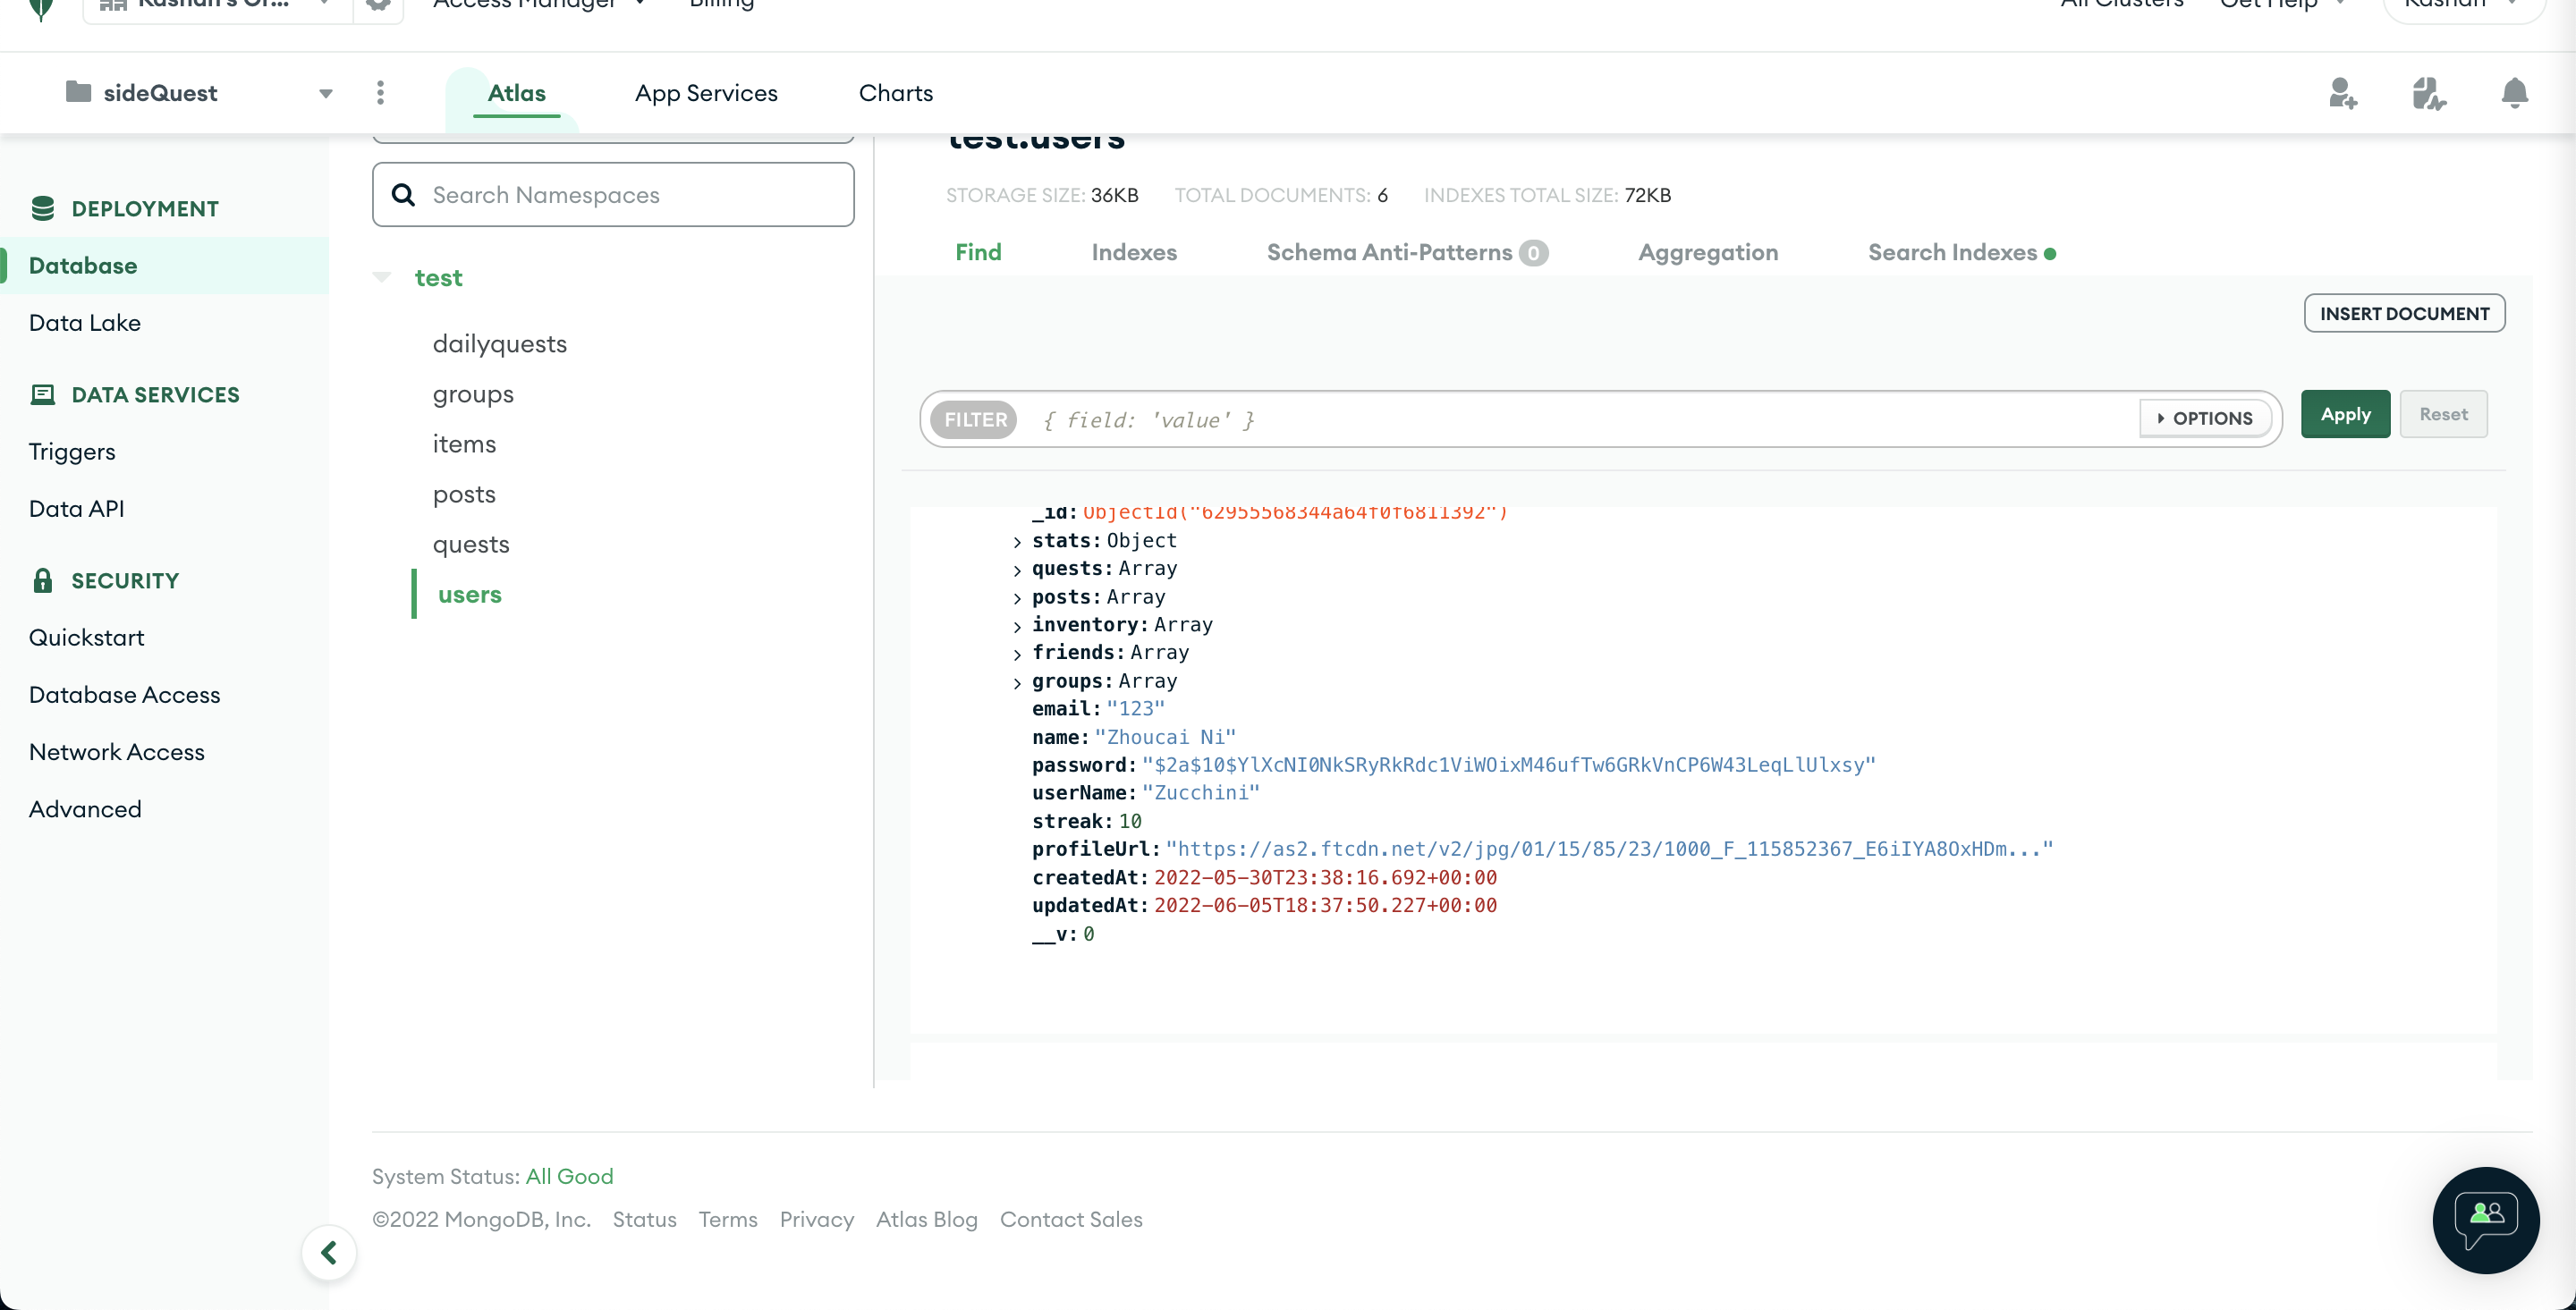 Kashan's Or...
Access Manager
Billing
All Clusters
Get Help
Kashan
sideQuest
Atlas
App Services
Charts
DEPLOYMENT
Database
Data Lake
DATA SERVICES
Triggers
Data API
SECURITY
Quickstart
Database Access
Network Access
Advanced
Search Namespaces
test
dailyquests
groups
items
posts
quests
users
test.users
STORAGE SIZE: 36KB TOTAL DOCUMENTS: 6 INDEXES TOTAL SIZE: 72KB
Find Indexes Schema Anti-Patterns 0 Aggregation Search Indexes
INSERT DOCUMENT
FILTER { field: 'value' } OPTIONS Apply Reset
_id: ObjectId("62955568344a64f0f6811392")
stats: Object
quests: Array
posts: Array
inventory: Array
friends: Array
groups: Array
email: "123"
name: "Zhoucai Ni"
password: "$2a$10$YlXcNI0NkSRyRkRdc1ViWOixM46ufTw6GRkVnCP6W43LeqLlUlxsy"
userName: "Zucchini"
streak: 10
profileUrl: "https://as2.ftcdn.net/v2/jpg/01/15/85/23/1000_F_115852367_E6iIYA8OxHDm..."
createdAt: 2022-05-30T23:38:16.692+00:00
updatedAt: 2022-06-05T18:37:50.227+00:00
__v: 0
System Status: All Good
©2022 MongoDB, Inc. Status Terms Privacy Atlas Blog Contact Sales